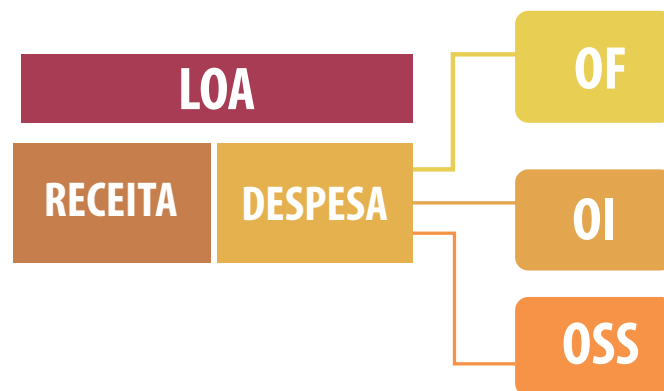 LOA
RECEITA
DESPESA
OF
OI
OSS